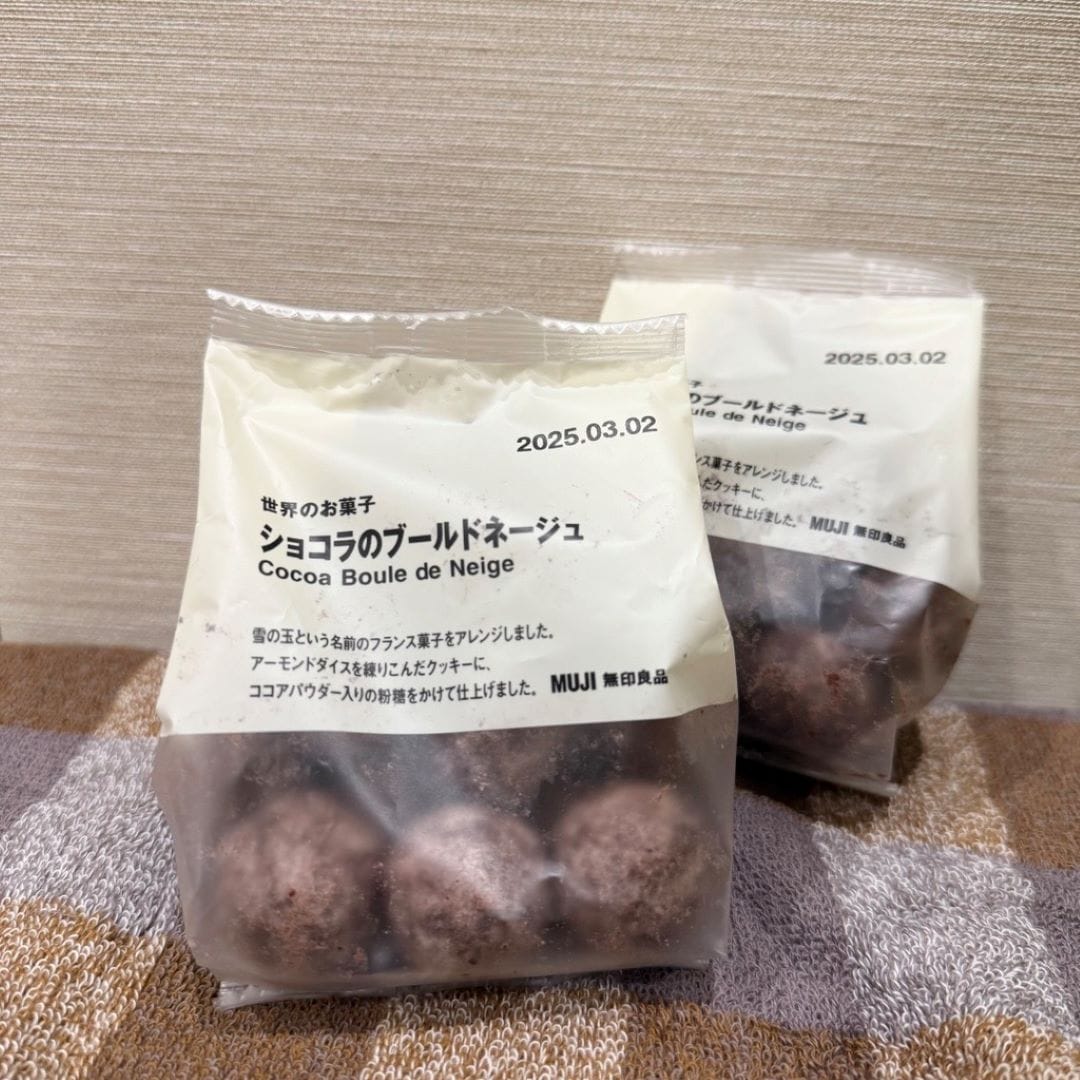 2025.03.02
世界のお菓子
ショコラのブールドネージュ
Cocoa Boule de Neige
雪の玉という名前のフランス菓子をアレンジしました。
アーモンドダイスを練りこんだクッキーに、
ココアパウダー入りの粉糖をかけて仕上げました。 MUJI 無印良品
2025.03.02
子
のブールドネージュ
de Neige
ス菓子をアレンジしました。
だクッキーに、
かけて仕上げました。 MUJI 無印良品